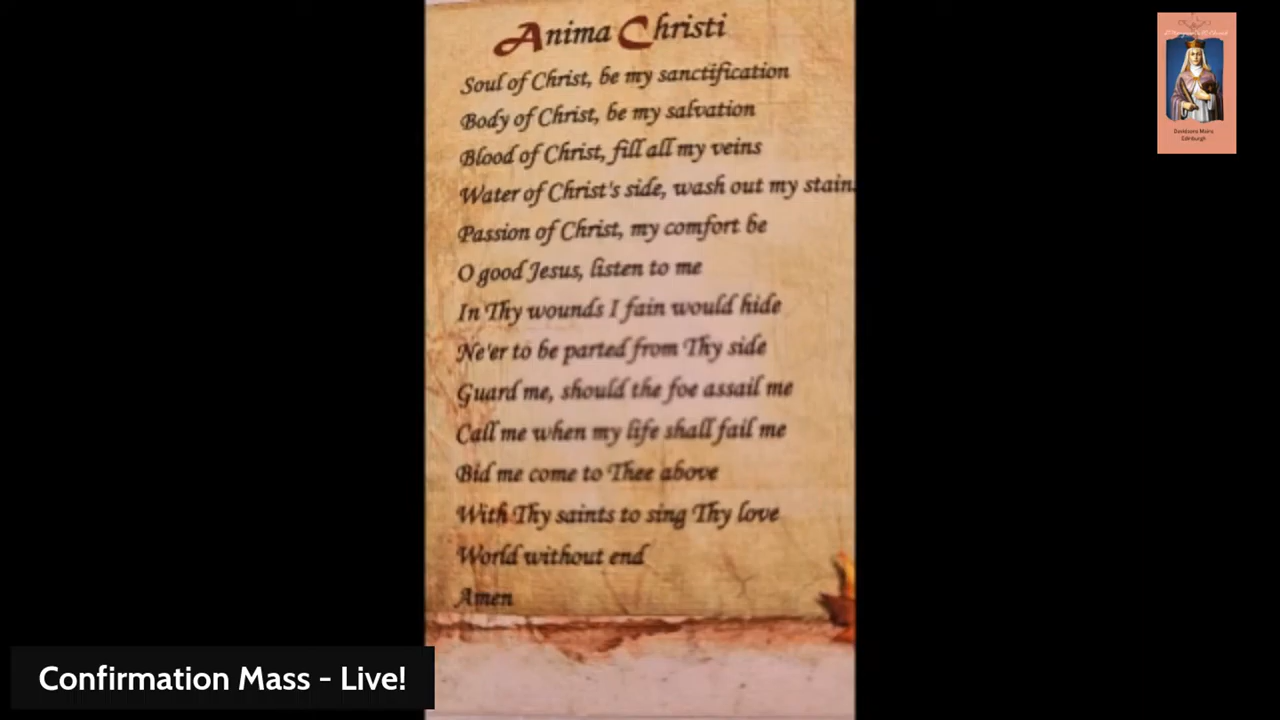 Anima Christi
Soul of Christ, be my sanctification
Body of Christ, be my salvation
Blood of Christ, fill all my veins
Water of Christ's side, wash out my stain
Passion of Christ, my comfort be
O good Jesus, listen to me
In Thy wounds I fain would hide
Ne'er to be parted from Thy side
Guard me, should the foe assail me
Call me when my life shall fail me
Bid me come to Thee above
With Thy saints to sing Thy love
World without end
Amen
Davidsons Mains
Edinburgh
Confirmation Mass - Live!